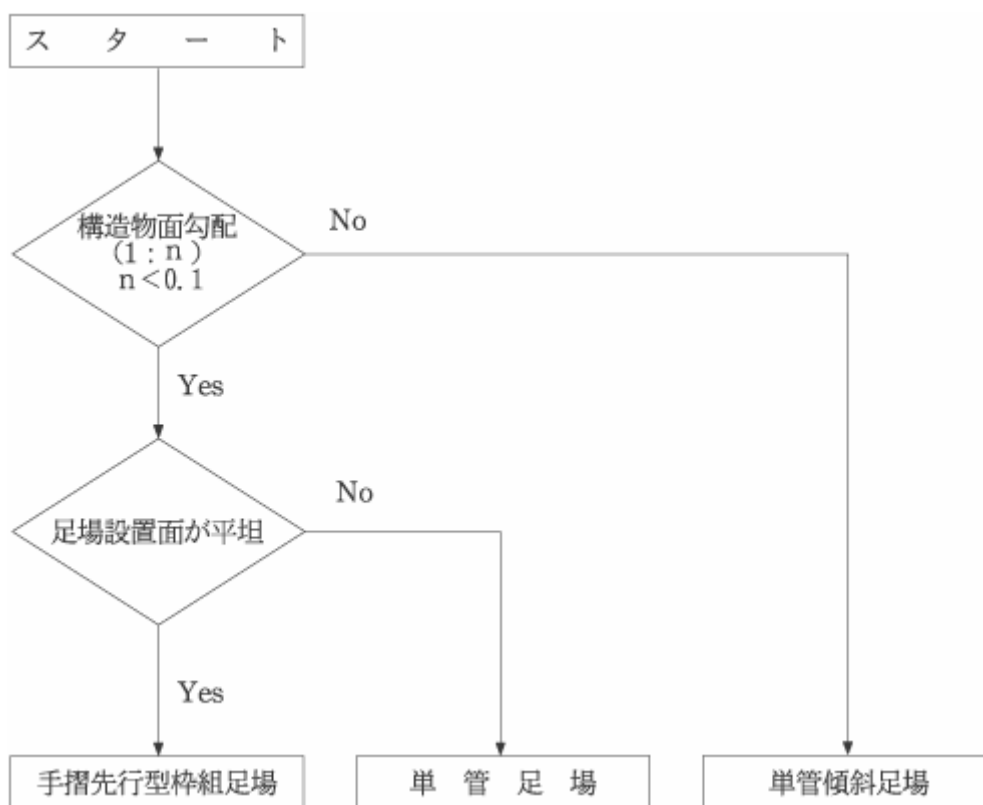 スタート
構造物面勾配
(1:n)
n<0.1
No
Yes
足場設置面が平坦
No
Yes
手摺先行型枠組足場
単管足場
単管傾斜足場